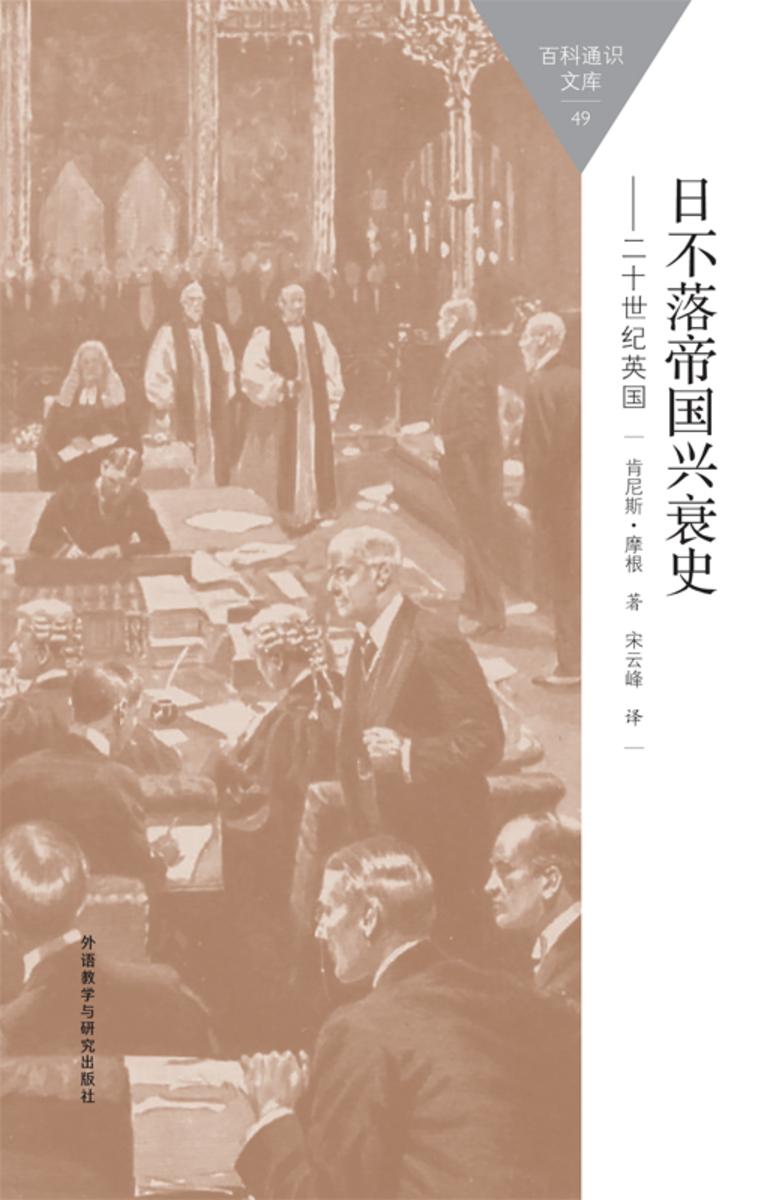 百科通识
文库
49
日不落帝国兴衰史
——二十世纪英国
肯尼斯·摩根 著 宋云峰 译
外语教学与研究出版社